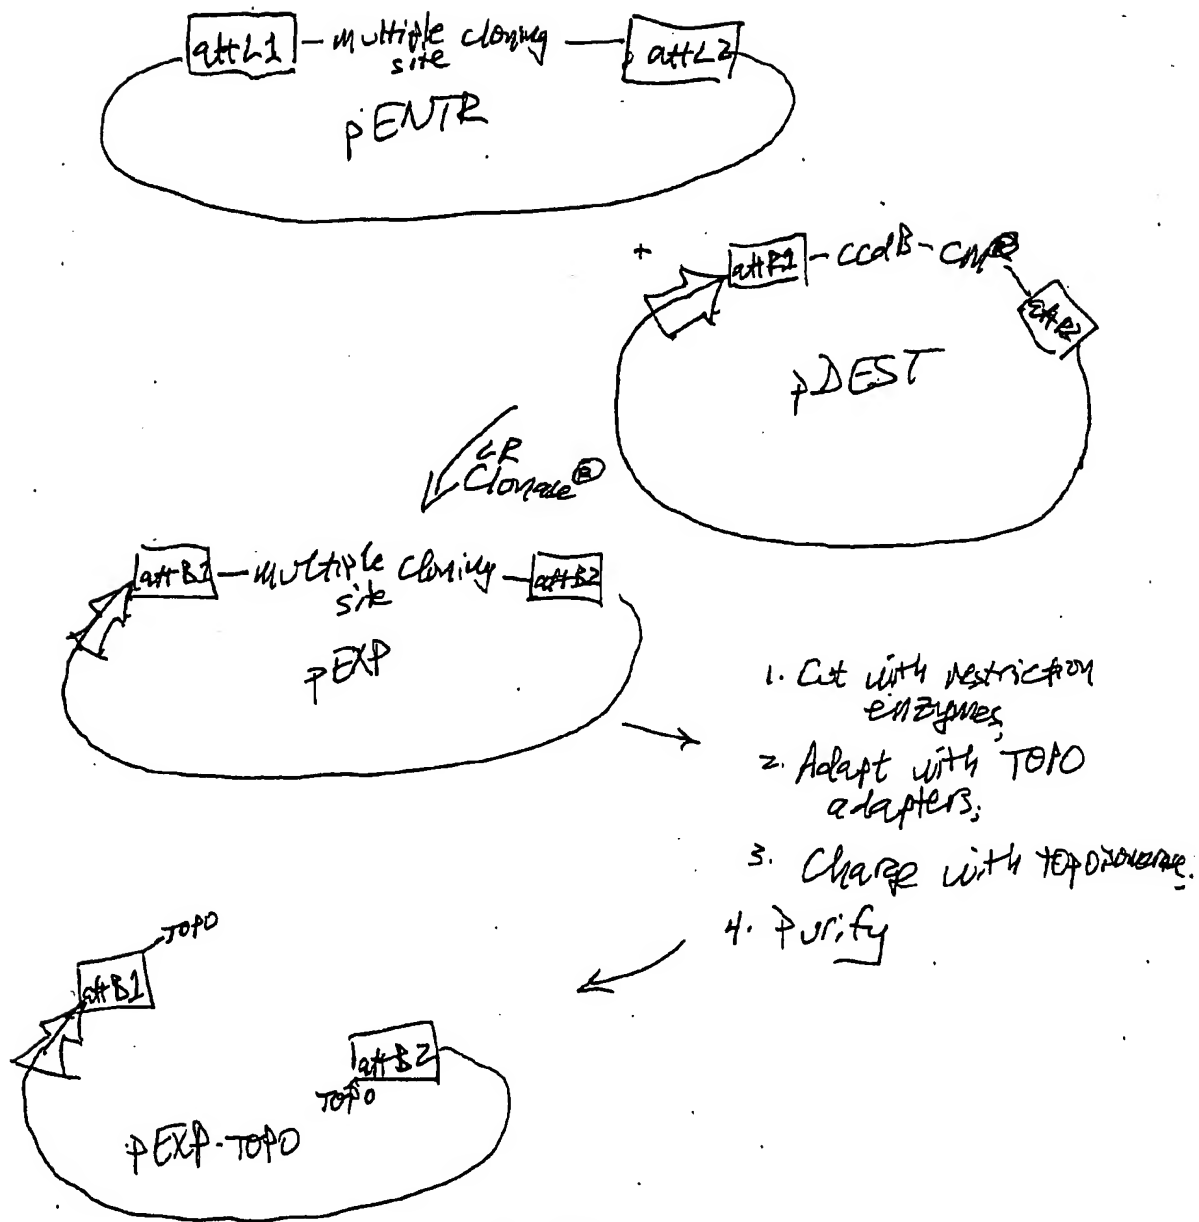 attL1 - multiple cloning — attL2
site
pENTR
+
attR1 - ccdB - CmR
attR2
pDEST
LR
Clonase®
attB1 - multiple cloning - attB2
site
pEXP
1. Cut with restriction
enzymes;
2. Adapt with TOPO
adapters;
3. Charge with topoisomerase.
4. Purify
TOPO
attB1
attB2
TOPO
pEXP-TOPO